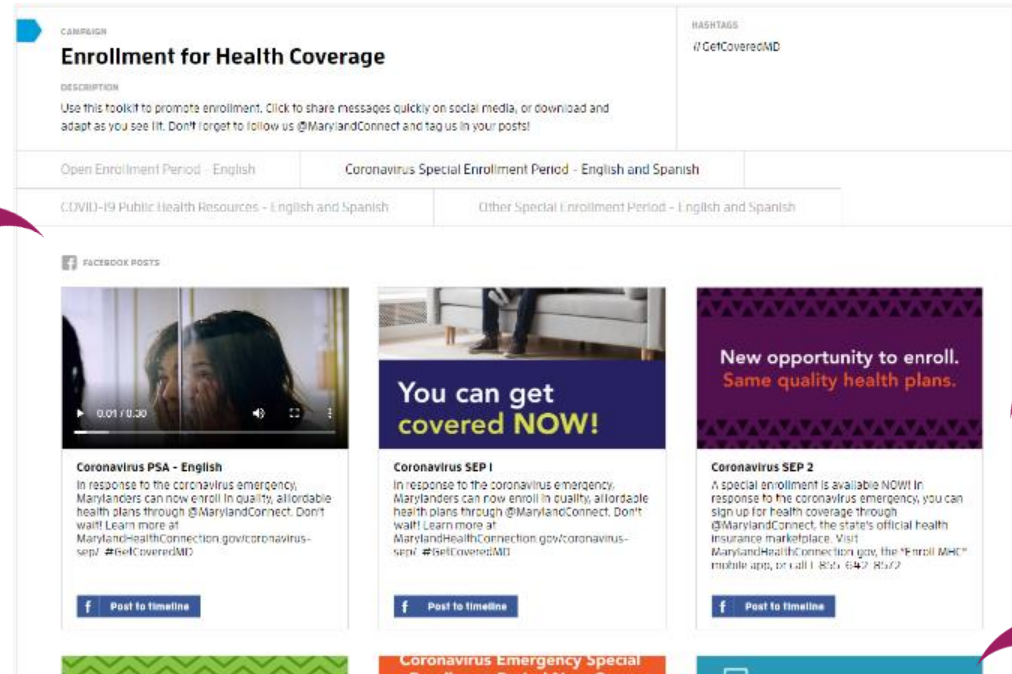 CAMPAIGN
Enrollment for Health Coverage
DESCRIPTION
Use this toolkit to promote enrollment. Click to share messages quickly on social media, or download and
adapt as you see fit. Don't forget to follow us @MarylandConnect and tag us in your posts!
HASHTAGS
#GetCoveredMD
Open Enrollment Period - English
Coronavirus Special Enrollment Period - English and Spanish
COVID-19 Public Health Resources - English and Spanish
Other Special Enrollment Period - English and Spanish
FACEBOOK POSTS
0:01 / 0:30
Coronavirus PSA - English
In response to the coronavirus emergency,
Marylanders can now enroll in quality, affordable
health plans through @MarylandConnect. Don't
wait! Learn more at
MarylandHealthConnection.gov/coronavirus-
sep/ #GetCoveredMD
Post to timeline
You can get
covered NOW!
Coronavirus SEP 1
In response to the coronavirus emergency,
Marylanders can now enroll in quality, affordable
health plans through @MarylandConnect. Don't
wait! Learn more at
MarylandHealthConnection.gov/coronavirus-
sep/ #GetCoveredMD
Post to timeline
New opportunity to enroll.
Same quality health plans.
Coronavirus SEP 2
A special enrollment is available NOW! In
response to the coronavirus emergency, you can
sign up for health coverage through
@MarylandConnect, the state's official health
insurance marketplace. Visit
MarylandHealthConnection.gov, the "Enroll MHC"
mobile app, or call 1-855-642-8572
Post to timeline
Coronavirus Emergency Special